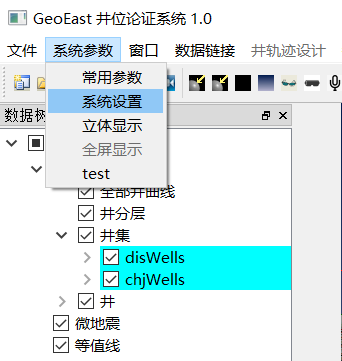 GeoEast 井位论证系统 1.0
文件 系统参数 窗口 数据链接 井轨迹设计
常用参数
系统设置
立体显示
全屏显示
test
数据树
全部井曲线
井分层
井集
disWells
chjWells
井
微地震
等值线